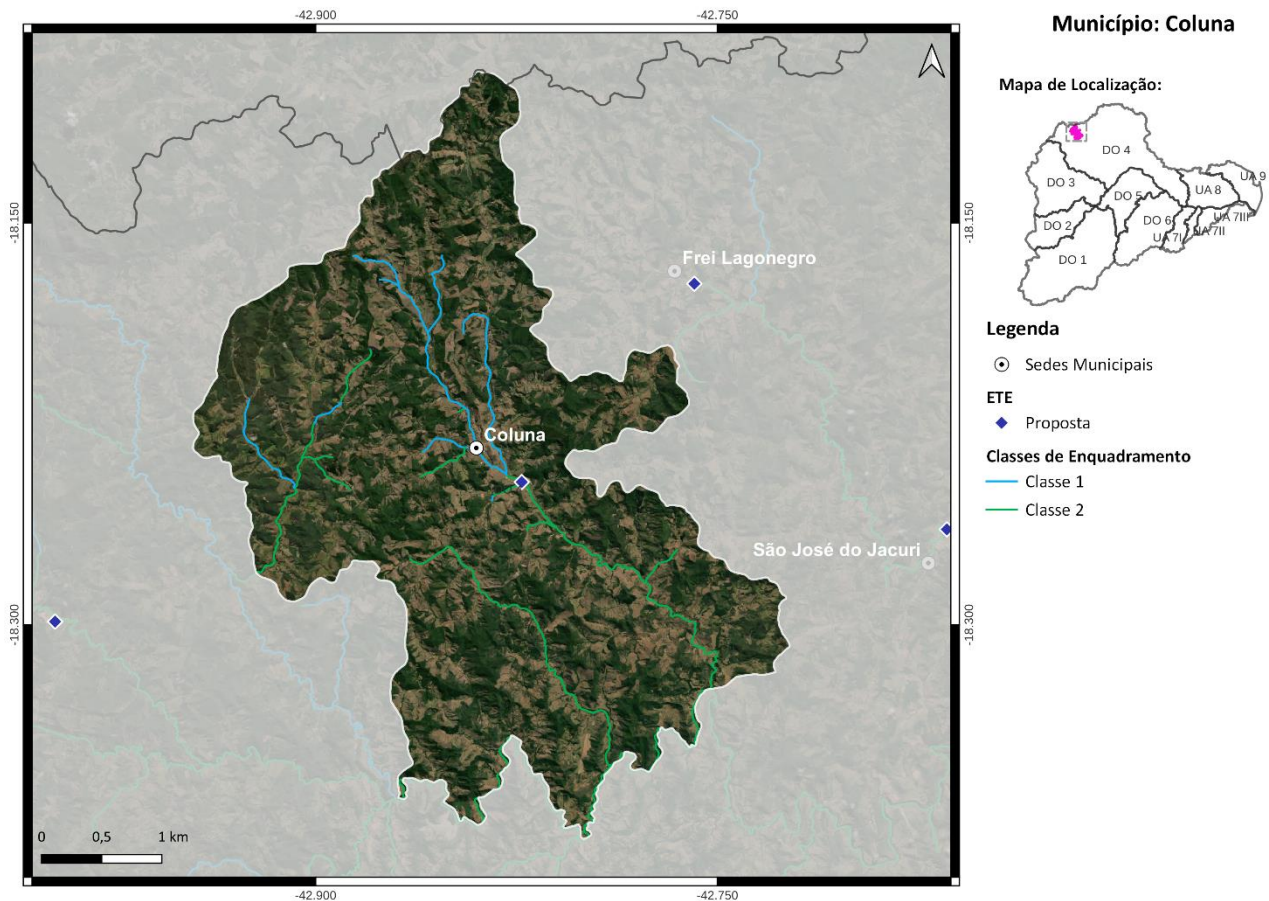 Município: Coluna
-42.900
-42.750
-18.150
-18.300
-18.150
-18.300
-42.900
-42.750
Frei Lagonegro
Coluna
São José do Jacuri
0
0,5
1 km
Mapa de Localização:
DO 4
DO 3
DO 5
UA 8
UA 9
DO 2
DO 6
UA 7III
UA 7II
UA 7I
DO 1
Legenda
Sedes Municipais
ETE
Proposta
Classes de Enquadramento
Classe 1
Classe 2